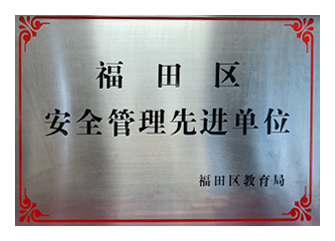 福田区
安全管理先进单位
福田区教育局